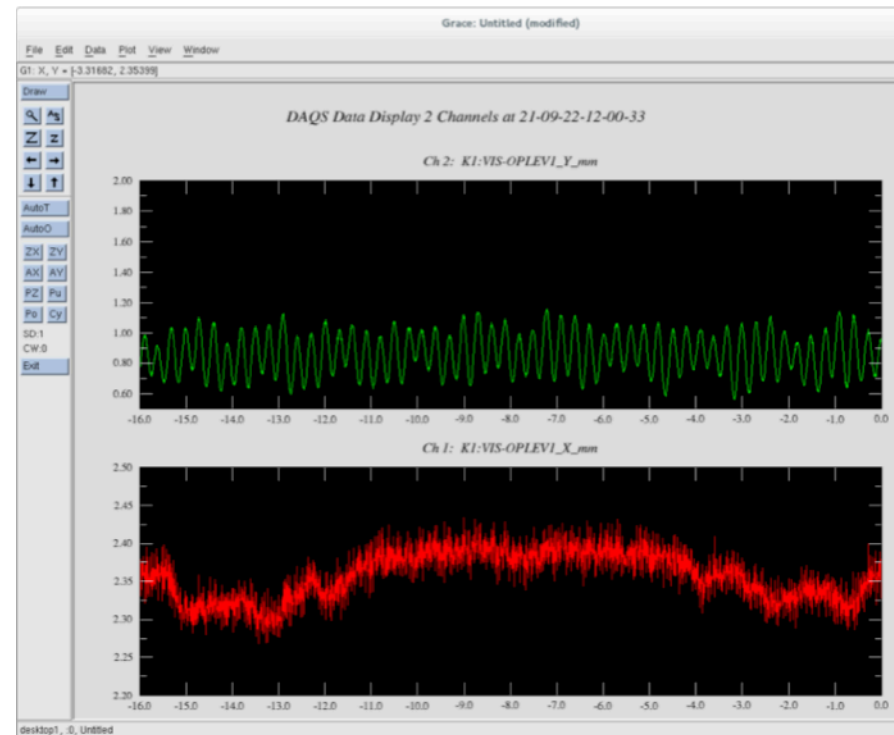 Grace: Untitled (modified)
File Edit Data Plot View Window
G1: X, Y = [-3.31682, 2.35399]
Draw
Z z
AutoT
AutoO
ZX ZY
AX AY
PZ Pu
Po Cy
SD:1
CW:0
Exit
DAQS Data Display 2 Channels at 21-09-22-12-00-33
Ch 2: K1:VIS-OPLEV1_Y_mm
2.00
1.80
1.60
1.40
1.20
1.00
0.80
0.60
-16.0 -15.0 -14.0 -13.0 -12.0 -11.0 -10.0 -9.0 -8.0 -7.0 -6.0 -5.0 -4.0 -3.0 -2.0 -1.0 0.0
Ch 1: K1:VIS-OPLEV1_X_mm
2.50
2.45
2.40
2.35
2.30
2.25
2.20
-16.0 -15.0 -14.0 -13.0 -12.0 -11.0 -10.0 -9.0 -8.0 -7.0 -6.0 -5.0 -4.0 -3.0 -2.0 -1.0 0.0
desktop1, :0, Untitled